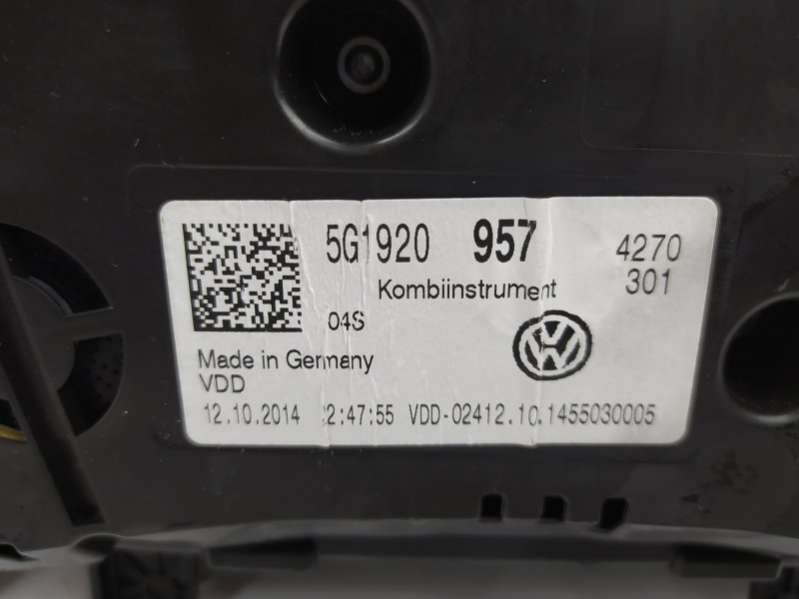 5G1920 957 4270
Kombiinstrument 301
04S
Made in Germany
VDD
12.10.2014 2:47:55 VDD-02412.10.1455030005